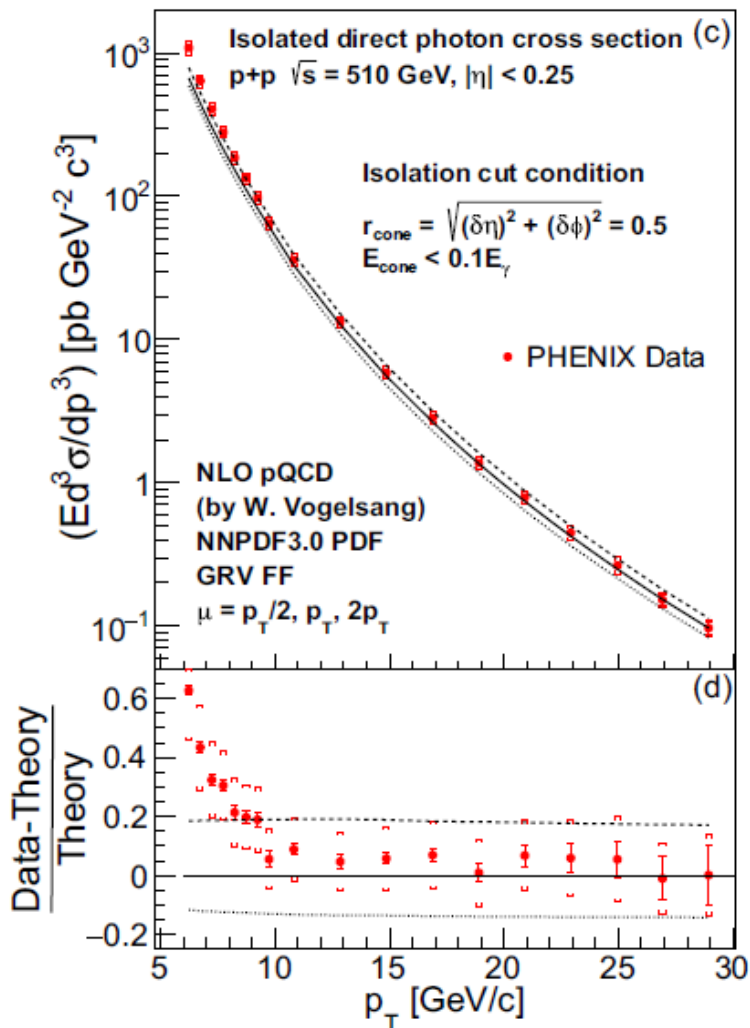 (c)
Isolated direct photon cross section
p+p √s = 510 GeV, |η| < 0.25
Isolation cut condition
r_cone = √(δη)² + (δϕ)² = 0.5
E_cone < 0.1E_γ
PHENIX Data
NLO pQCD
(by W. Vogelsang)
NNPDF3.0 PDF
GRV FF
μ = p_T/2, p_T, 2p_T
(Ed³σ/dp³) [pb GeV⁻² c³]
10³
10²
10
1
10⁻¹
(d)
Data-Theory
Theory
0.6
0.4
0.2
0
−0.2
5 10 15 20 25 30
p_T [GeV/c]